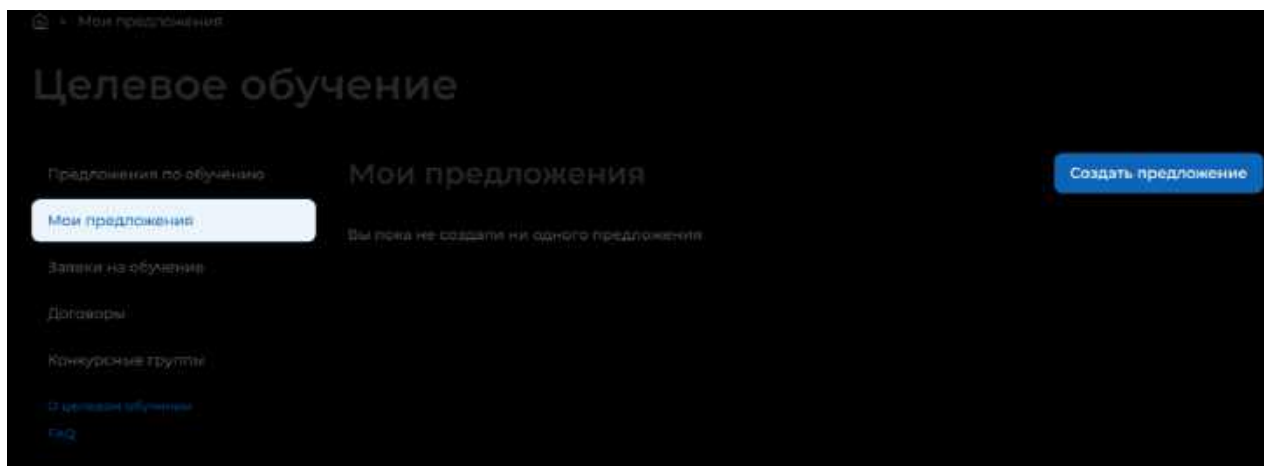 Мои предложения
Целевое обучение
Предложения по обучению
Мои предложения
Заявки на обучение
Договоры
Конкурсные группы
О целевом обучении
FAQ
Мои предложения
Создать предложение
Вы пока не создали ни одного предложения